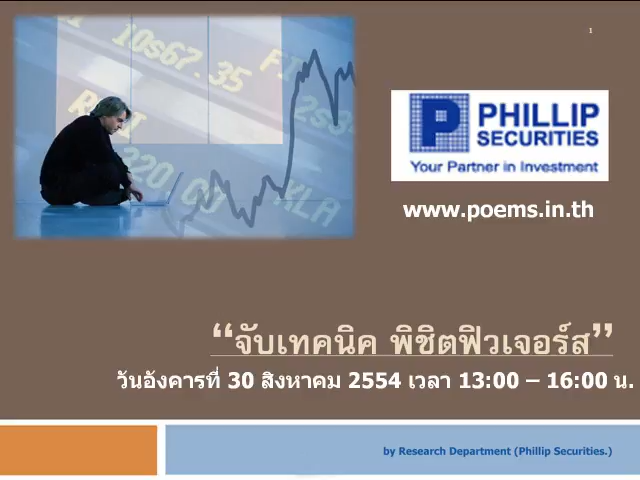 1
10s67.35
PHILLIP
SECURITIES
Your Partner in Investment
www.poems.in.th
“จับเทคนิค พิชิตฟิวเจอร์ส”
วันอังคารที่ 30 สิงหาคม 2554 เวลา 13:00 – 16:00 น.
by Research Department (Phillip Securities.)